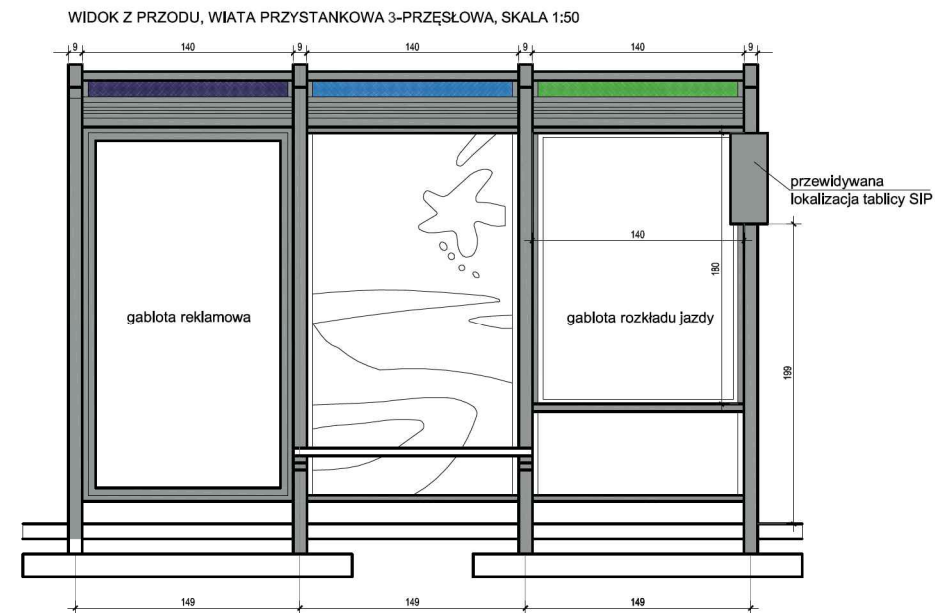 WIDOK Z PRZODU, WIATA PRZYSTANKOWA 3-PRZĘSŁOWA, SKALA 1:50
9 140 9 140 9 140 9
przewidywana
lokalizacja tablicy SIP
140
180
gablota reklamowa
gablota rozkładu jazdy
199
149 149 149